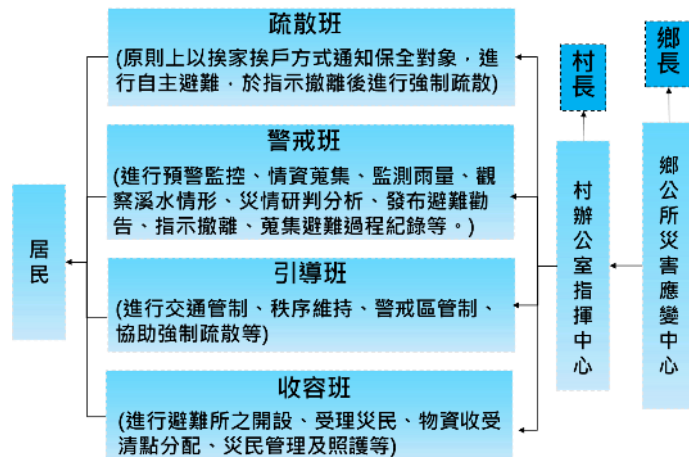 疏散班
(原則上以挨家挨戶方式通知保全對象，進
行自主避難，於指示撤離後進行強制疏散)
警戒班
(進行預警監控、情資蒐集、監測雨量、觀
察溪水情形、災情研判分析、發布避難勸
告、指示撤離、蒐集避難過程紀錄等。)
引導班
(進行交通管制、秩序維持、警戒區管制、
協助強制疏散等)
收容班
(進行避難所之開設、受理災民、物資收受
清點分配、災民管理及照護等)
居民
村長
村辦公室指揮中心
鄉長
鄉公所災害應變中心